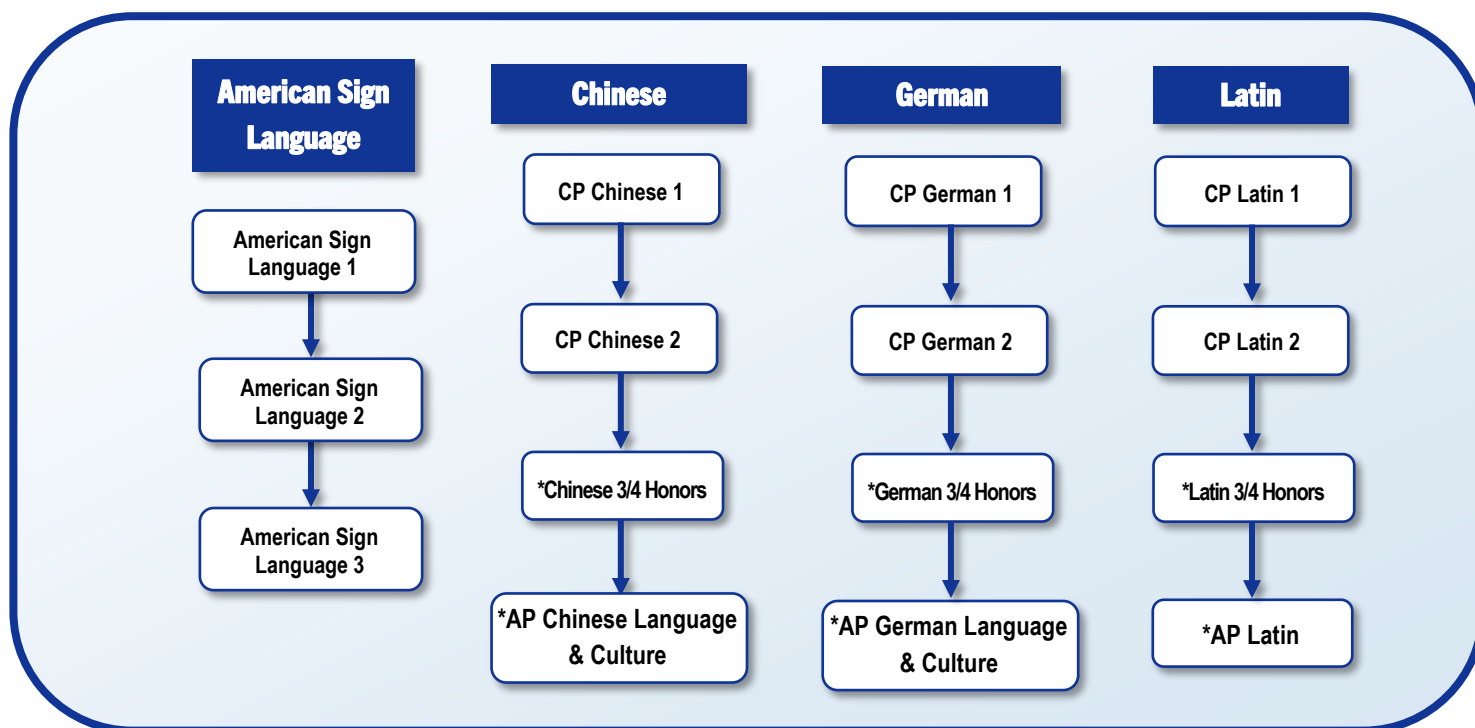 American Sign
Language
American Sign
Language 1
American Sign
Language 2
American Sign
Language 3
Chinese
CP Chinese 1
CP Chinese 2
*Chinese 3/4 Honors
*AP Chinese Language
& Culture
German
CP German 1
CP German 2
*German 3/4 Honors
*AP German Language
& Culture
Latin
CP Latin 1
CP Latin 2
*Latin 3/4 Honors
*AP Latin